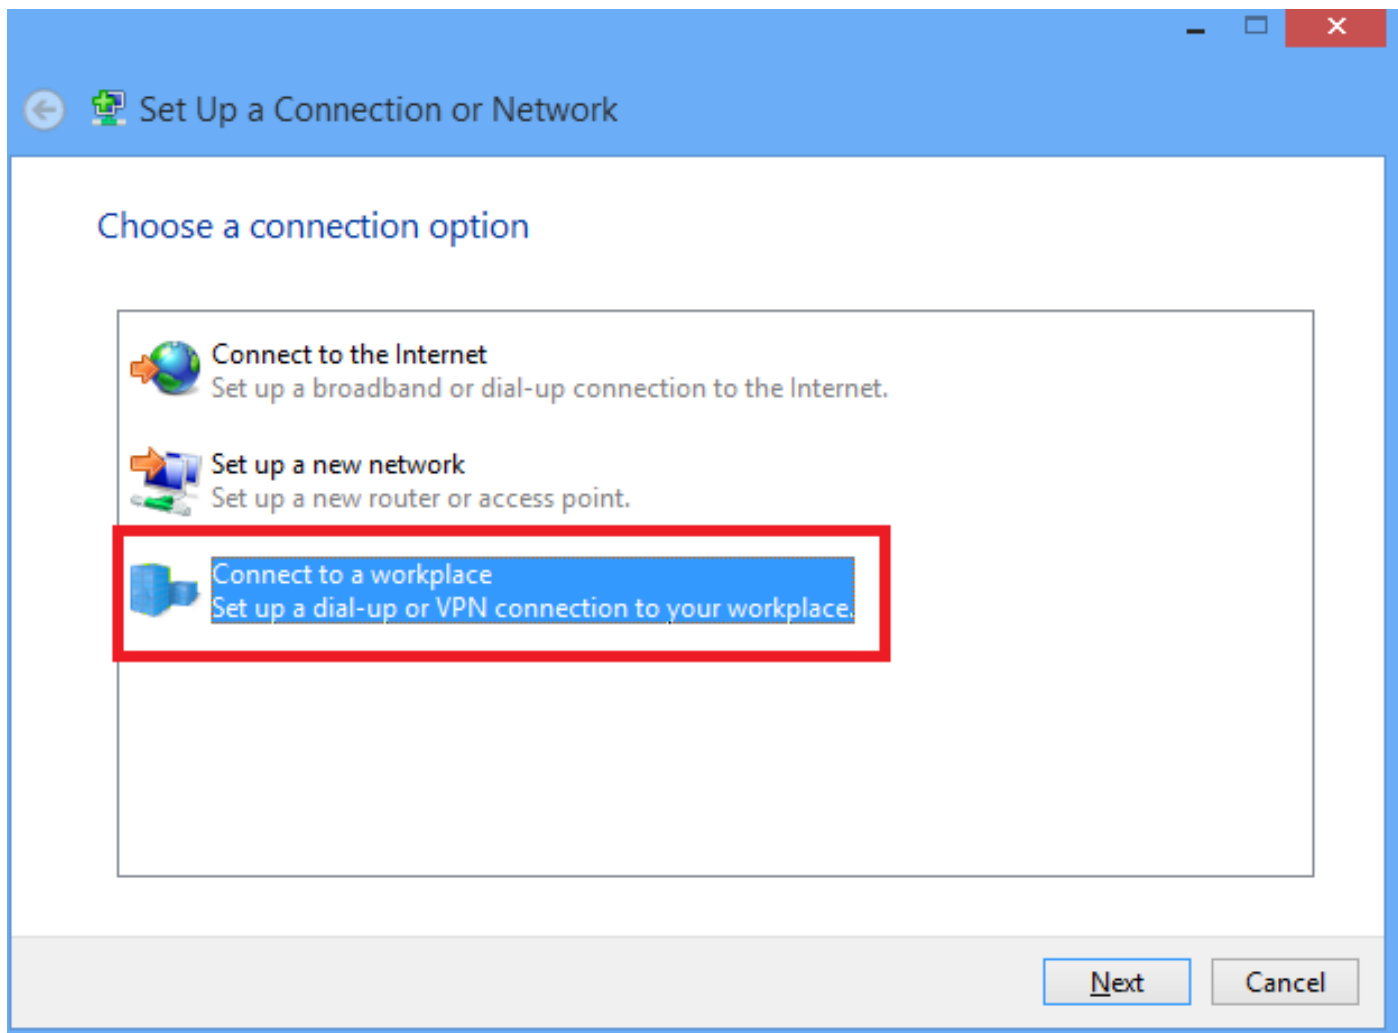 Set Up a Connection or Network
Choose a connection option
Connect to the Internet
Set up a broadband or dial-up connection to the Internet.
Set up a new network
Set up a new router or access point.
Connect to a workplace
Set up a dial-up or VPN connection to your workplace.
Next
Cancel